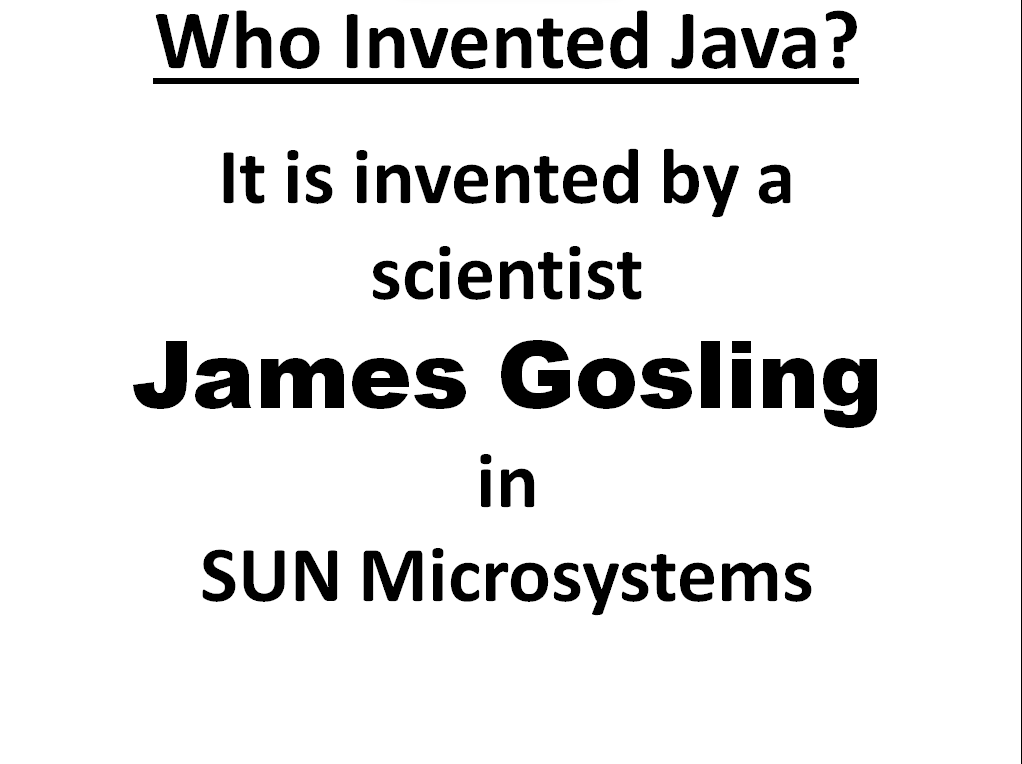 Who Invented Java?
It is invented by a
scientist
James Gosling
in
SUN Microsystems